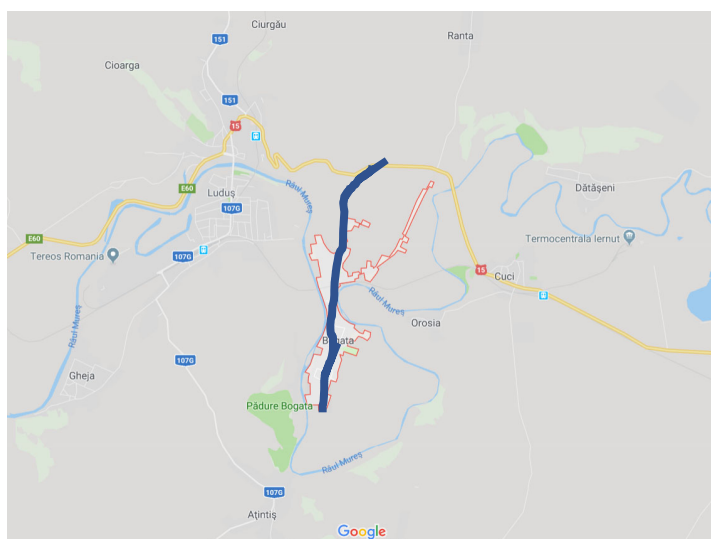 Ciurgău
Ranta
151
Cioarga
151
15
Dătășeni
E60
Râul Mureș
Luduș
107G
E60
Termocentrala Iernut
Tereos Romania
107G
15
Cuci
Râul Mureș
Râul Mureș
Orosia
Bogata
107G
Gheja
Pădure Bogata
Râul Mureș
107G
Ațintiș
Google